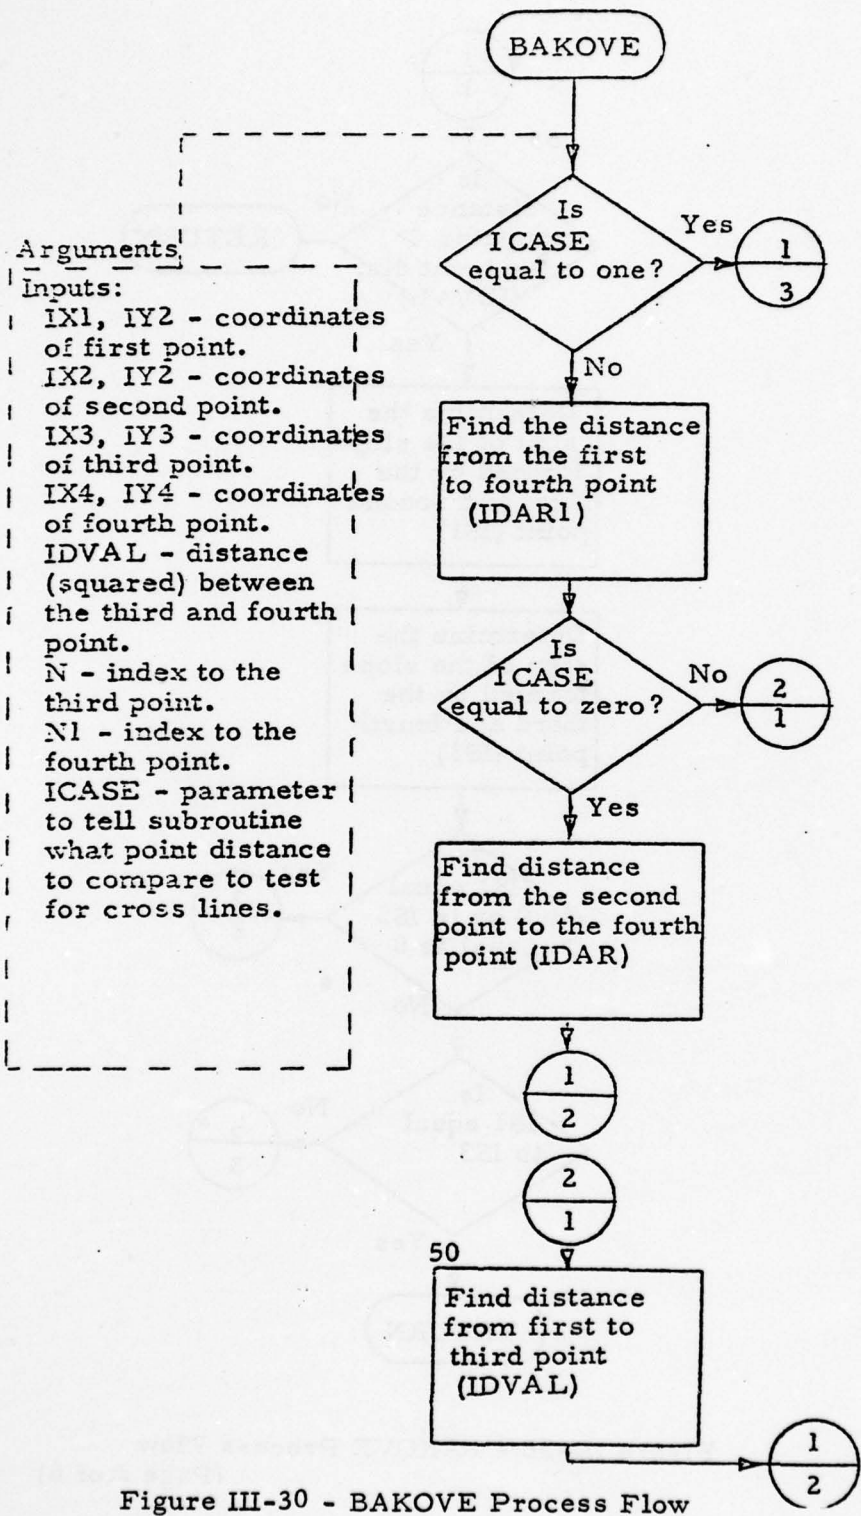 BAKOVE
Is
ICASE
equal to one?
Yes
1
3
No
Arguments
Inputs:
IX1, IY2 - coordinates
of first point.
IX2, IY2 - coordinates
of second point.
IX3, IY3 - coordinates
of third point.
IX4, IY4 - coordinates
of fourth point.
IDVAL - distance
(squared) between
the third and fourth
point.
N - index to the
third point.
N1 - index to the
fourth point.
ICASE - parameter
to tell subroutine
what point distance
to compare to test
for cross lines.
Find the distance
from the first
to fourth point
(IDAR1)
Is
ICASE
equal to zero?
No
2
1
Yes
Find distance
from the second
point to the fourth
point (IDAR)
1
2
2
1
50
Find distance
from first to
third point
(IDVAL)
1
2
Figure III-30 - BAKOVE Process Flow